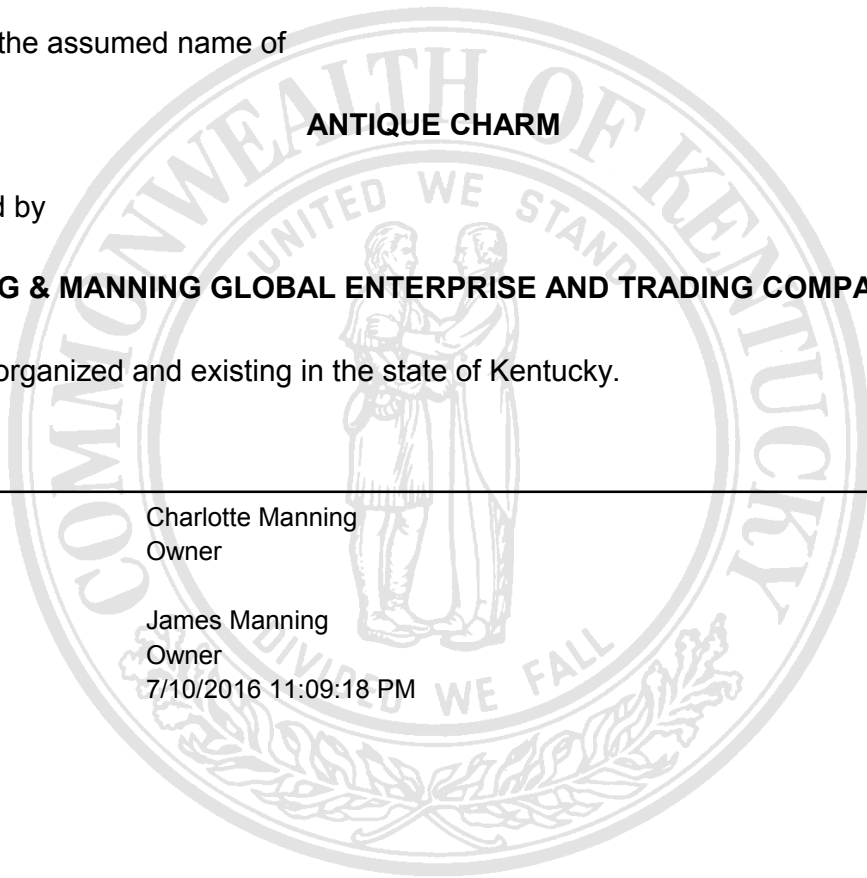 the assumed name of
ANTIQUE CHARM
d by
G & MANNING GLOBAL ENTERPRISE AND TRADING COMPA
organized and existing in the state of Kentucky.
Charlotte Manning
Owner
James Manning
Owner
7/10/2016 11:09:18 PM
COMMONWEALTH OF KENTUCKY
UNITED WE STAND
DIVIDED WE FALL